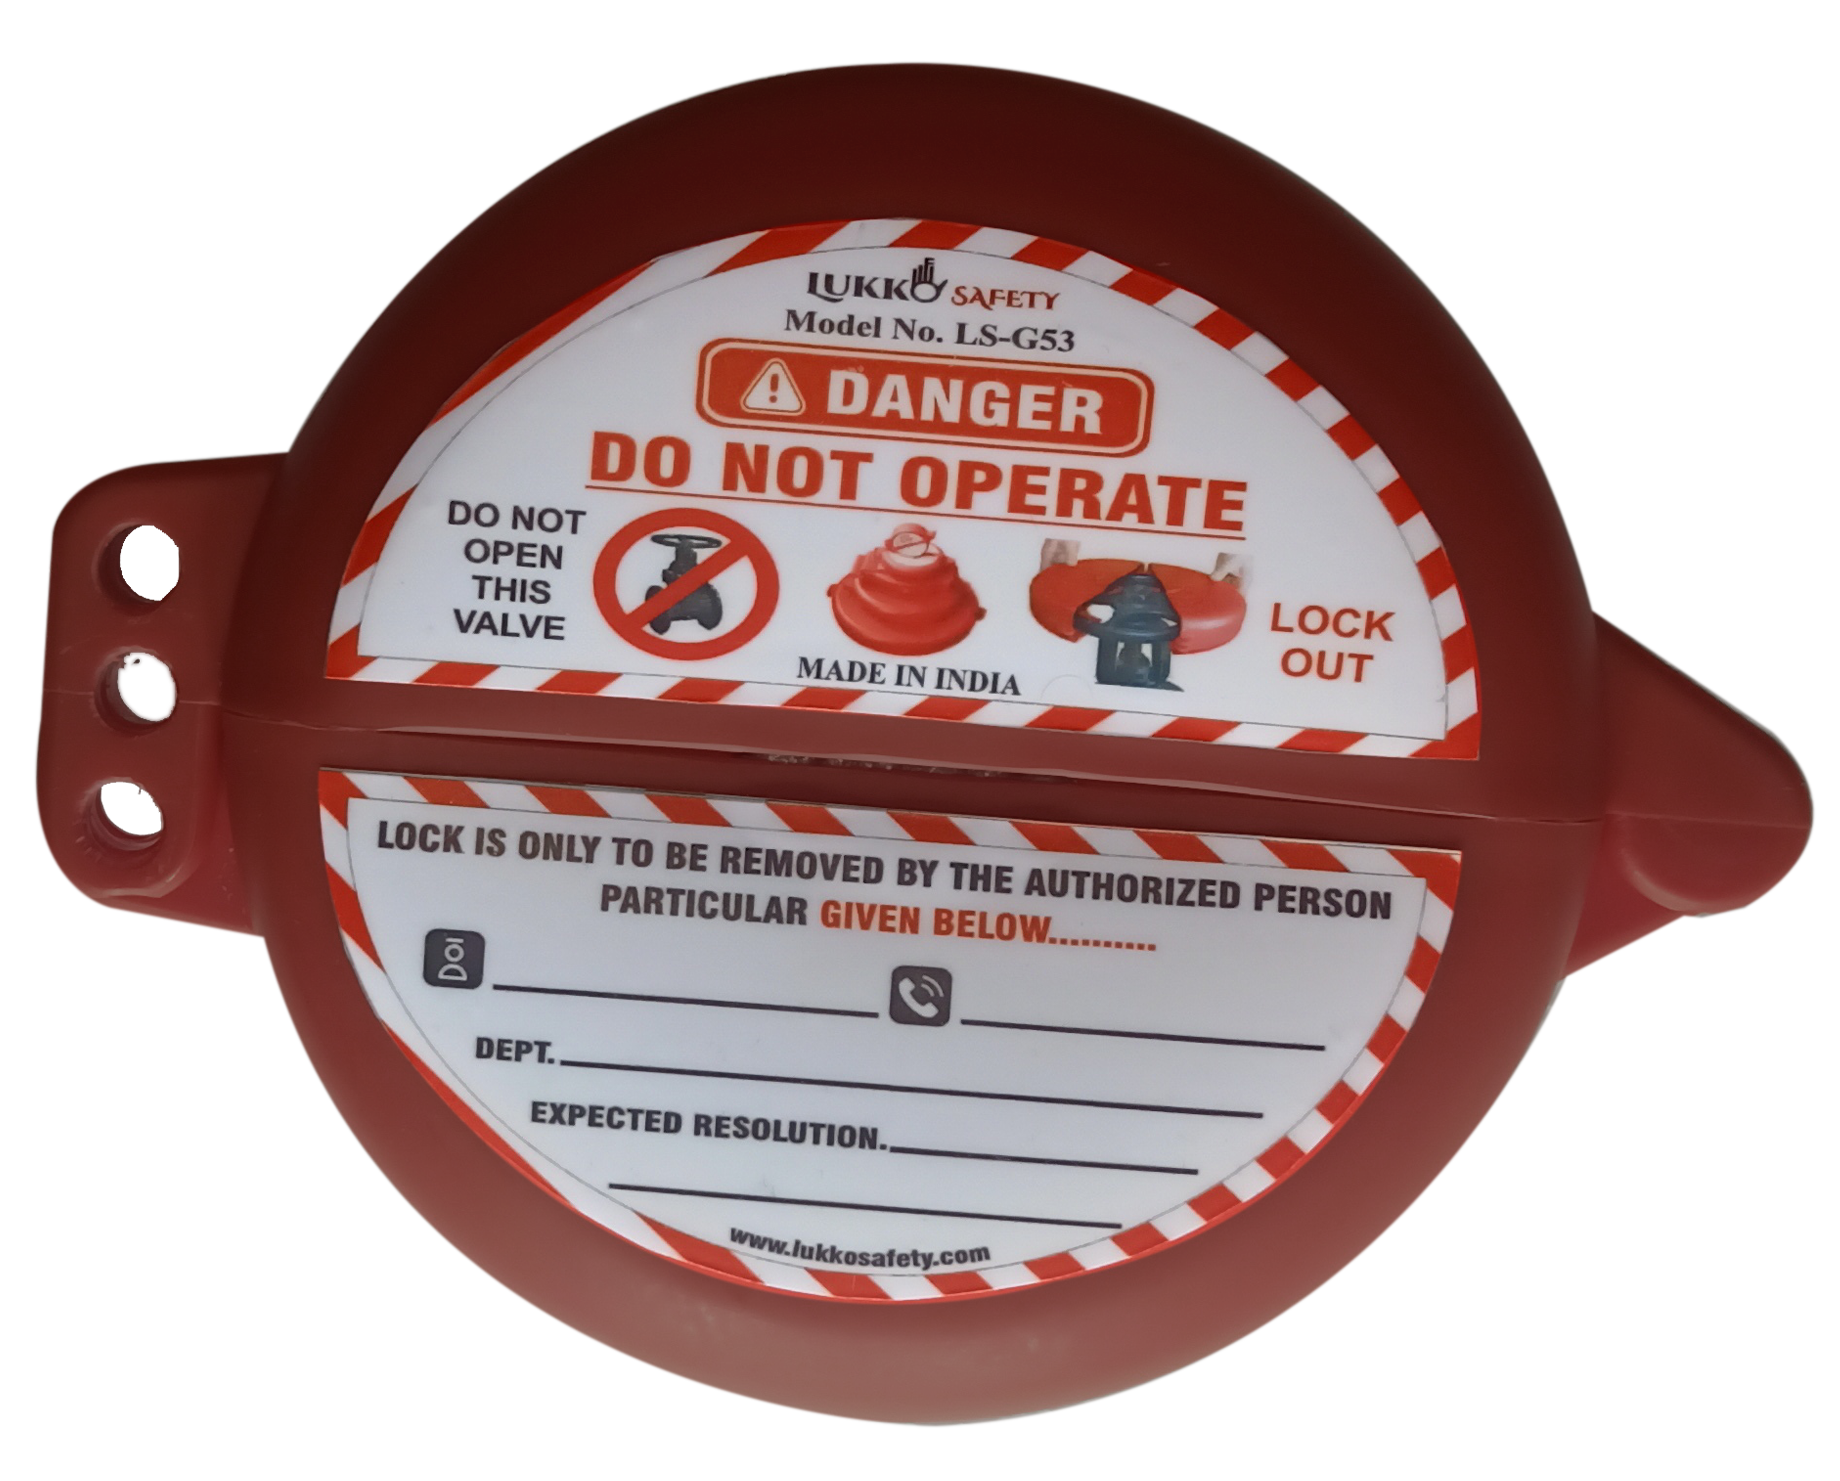 LUKKO SAFETY
Model No. LS-G53
DANGER
DO NOT OPERATE
DO NOT
OPEN
THIS
VALVE
LOCK
OUT
MADE IN INDIA
LOCK IS ONLY TO BE REMOVED BY THE AUTHORIZED PERSON
PARTICULAR GIVEN BELOW..........
DEPT.
EXPECTED RESOLUTION.
www.lukkosafety.com